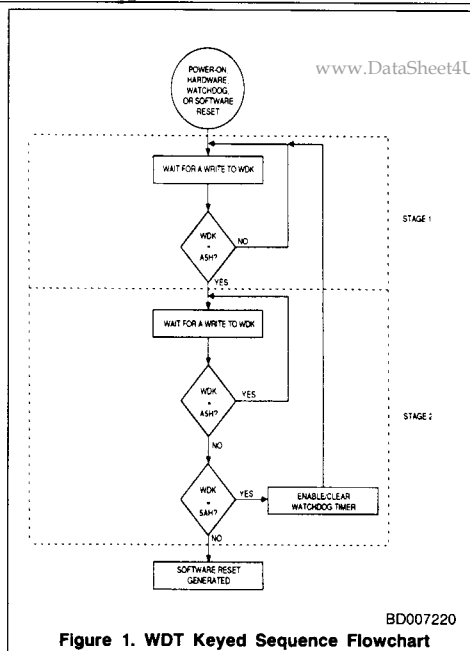 www.DataSheet4U
POWER-ON,
HARDWARE,
WATCHDOG,
OR SOFTWARE
RESET
WAIT FOR A WRITE TO WDK
STAGE 1
WDK
=
A5H?
NO
YES
WAIT FOR A WRITE TO WDK
WDK
=
A5H?
YES
STAGE 2
NO
WDK
=
5AH?
YES
ENABLE/CLEAR
WATCHDOG TIMER
NO
SOFTWARE RESET
GENERATED
BD007220
Figure 1. WDT Keyed Sequence Flowchart